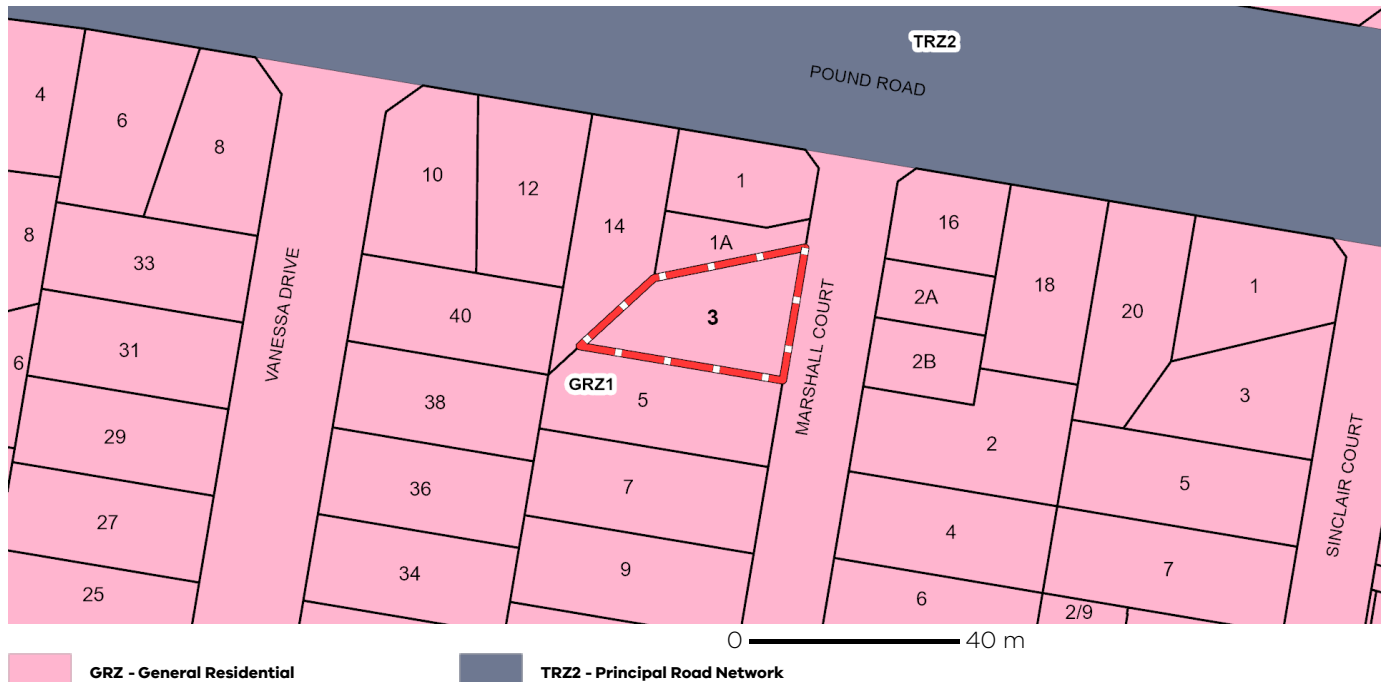 TRZ2
POUND ROAD
4
6
8
10
12
14
1
1A
16
18
20
1
8
33
2A
3
40
2B
31
6
GRZ1
5
38
2
3
29
7
36
5
27
4
9
34
7
25
6
2/9
VANESSA DRIVE
MARSHALL COURT
SINCLAIR COURT
0 40 m
GRZ - General Residential
TRZ2 - Principal Road Network